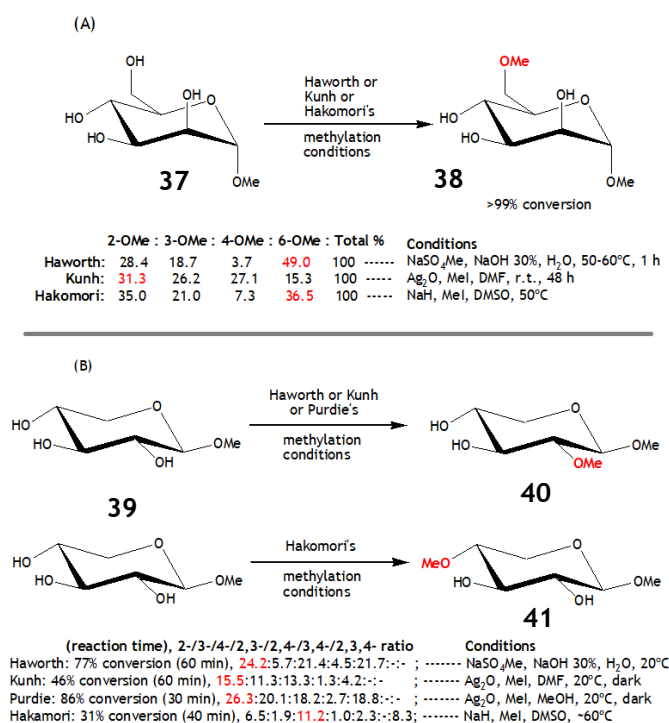 (A)
OH
OH
O
HO
HO
OMe
37
Haworth or
Kunh or
Hakomori's
methylation
conditions
OMe
OH
O
HO
HO
OMe
38
>99% conversion
2-OMe : 3-OMe : 4-OMe : 6-OMe : Total % Conditions
Haworth: 28.4 18.7 3.7 49.0 100 ------ NaSO4Me, NaOH 30%, H2O, 50-60ºC, 1 h
Kunh: 31.3 26.2 27.1 15.3 100 ----- Ag2O, MeI, DMF, r.t., 48 h
Hakomori: 35.0 21.0 7.3 36.5 100 ----- NaH, MeI, DMSO, 50ºC
(B)
O
HO
HO
OMe
OH
39
Haworth or Kunh
or Purdie's
methylation
conditions
O
HO
HO
OMe
OMe
40
O
HO
HO
OMe
OH
Hakomori's
methylation
conditions
O
MeO
HO
OMe
OH
41
(reaction time), 2-/3-/4-/2,3-/2,4-/3,4-/2,3,4- ratio Conditions
Haworth: 77% conversion (60 min), 24.2:5.7:21.4:4.5:21.7:-:- ; ------- NaSO4Me, NaOH 30%, H2O, 20ºC
Kunh: 46% conversion (60 min), 15.5:11.3:13.3:1.3:4.2:-:- ; ------- Ag2O, MeI, DMF, 20ºC, dark
Purdie: 86% conversion (30 min), 26.3:20.1:18.2:2.7:18.8:-:- ; ------- Ag2O, MeI, MeOH, 20ºC, dark
Hakamori: 31% conversion (40 min), 6.5:1.9:11.2:1.0:2.3:-:8.3; ------- NaH, MeI, DMSO, ~60ºC